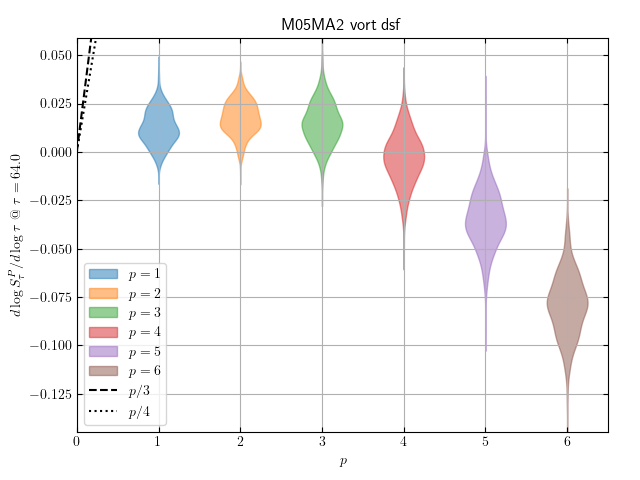 M05MA2 vort dsf
d log S_τ^P / d log τ @ τ = 64.0
0.050
0.025
0.000
−0.025
−0.050
−0.075
−0.100
−0.125
p = 1
p = 2
p = 3
p = 4
p = 5
p = 6
p/3
p/4
0 1 2 3 4 5 6
p